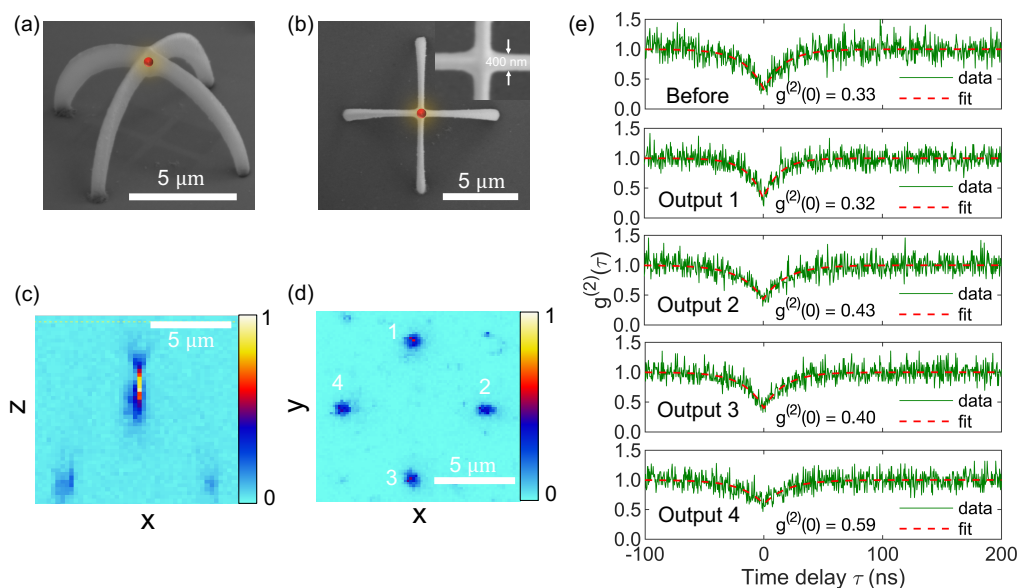 (a)
5 μm
(b)
400 nm
5 μm
(c)
5 μm
z
x
1
0
(d)
1
4
2
3
5 μm
y
x
1
0
(e)
g⁽²⁾(τ)
1.5
1.0
0.5
0.0
Before
g⁽²⁾(0) = 0.33
data
fit
1.5
1.0
0.5
0.0
Output 1
g⁽²⁾(0) = 0.32
data
fit
1.5
1.0
0.5
0.0
Output 2
g⁽²⁾(0) = 0.43
data
fit
1.5
1.0
0.5
0.0
Output 3
g⁽²⁾(0) = 0.40
data
fit
1.5
1.0
0.5
0.0
Output 4
g⁽²⁾(0) = 0.59
data
fit
-100 0 100 200
Time delay τ (ns)